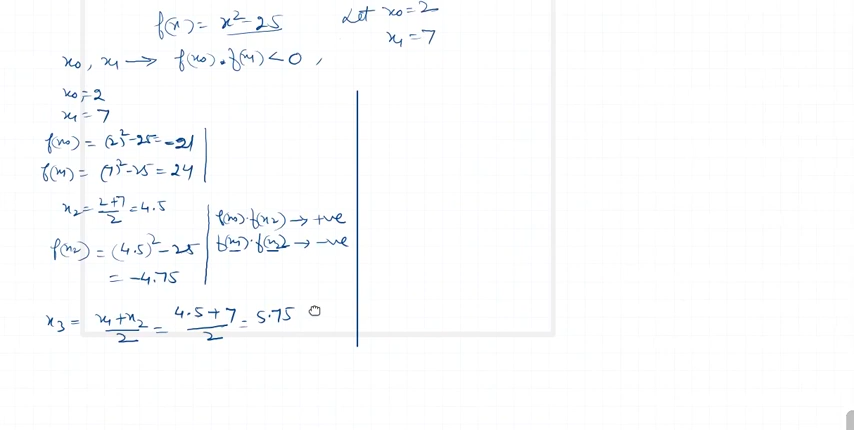 f(x) = x² - 25
Let x₀ = 2
x₁ = 7
x₀, x₁ → f(x₀) . f(x₁) < 0 ,
x₀ = 2
x₁ = 7
f(x₀) = (2)² - 25 = -21
f(x₁) = (7)² - 25 = 24
x₂ = (2+7)/2 = 4.5
f(x₂) = (4.5)² - 25
= -4.75
f(x₀) . f(x₂) → +ve
f(x₁) . f(x₂) → -ve
x₃ = (x₁ + x₂)/2 = (4.5 + 7)/2 = 5.75